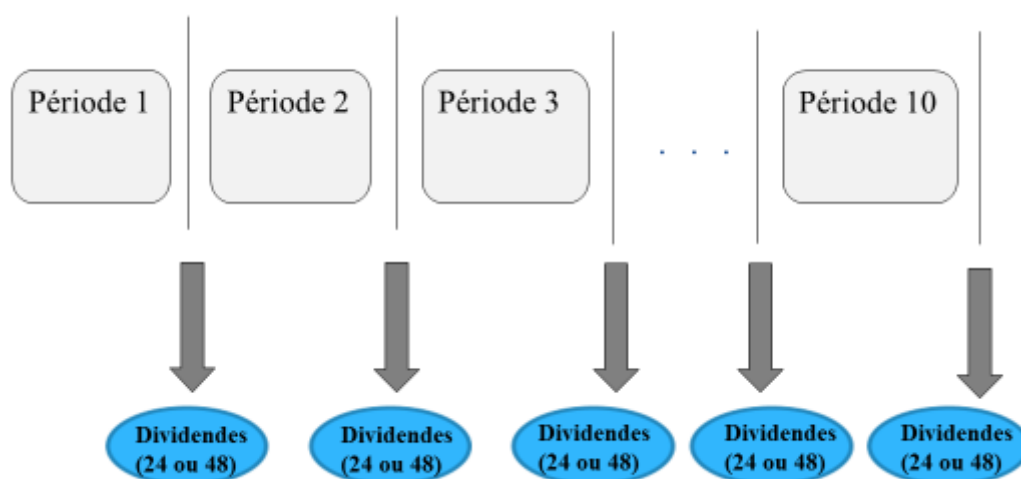 Période 1
Période 2
Période 3
. . .
Période 10
Dividendes
(24 ou 48)
Dividendes
(24 ou 48)
Dividendes
(24 ou 48)
Dividendes
(24 ou 48)
Dividendes
(24 ou 48)